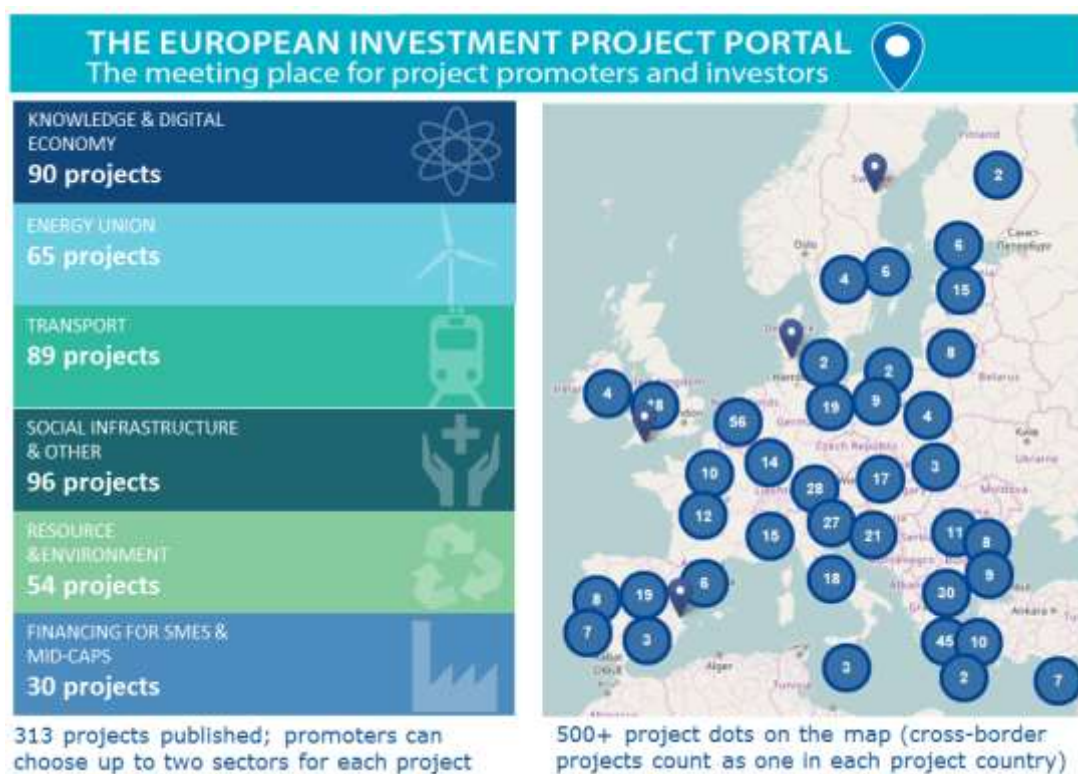 THE EUROPEAN INVESTMENT PROJECT PORTAL
The meeting place for project promoters and investors
KNOWLEDGE & DIGITAL
ECONOMY
90 projects
ENERGY UNION
65 projects
TRANSPORT
89 projects
SOCIAL INFRASTRUCTURE
& OTHER
96 projects
RESOURCE
&ENVIRONMENT
54 projects
FINANCING FOR SMES &
MID-CAPS
30 projects
313 projects published; promoters can
choose up to two sectors for each project
Finland
2
Санкт-
Петербург
Oslo
6
4
6
15
8
2
2
Belarus
4
19
9
4
56
Київ
Ukraine
Czech Republic
14
3
10
17
28
Moldova
12
27
15
21
11
8
18
9
6
19
8
30
Ankara
7
3
45
10
Alger
Tunisia
3
2
7
500+ project dots on the map (cross-border
projects count as one in each project country)